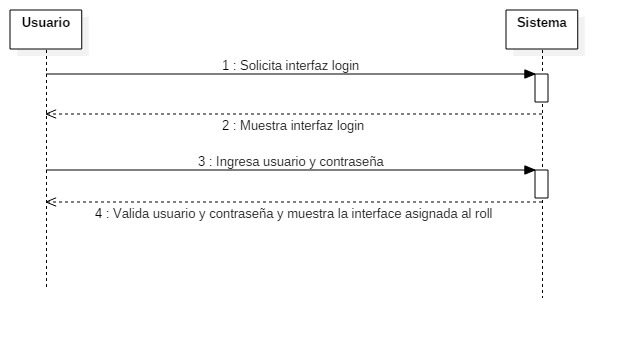 Usuario
Sistema
1 : Solicita interfaz login
2 : Muestra interfaz login
3 : Ingresa usuario y contraseña
4 : Valida usuario y contraseña y muestra la interface asignada al roll